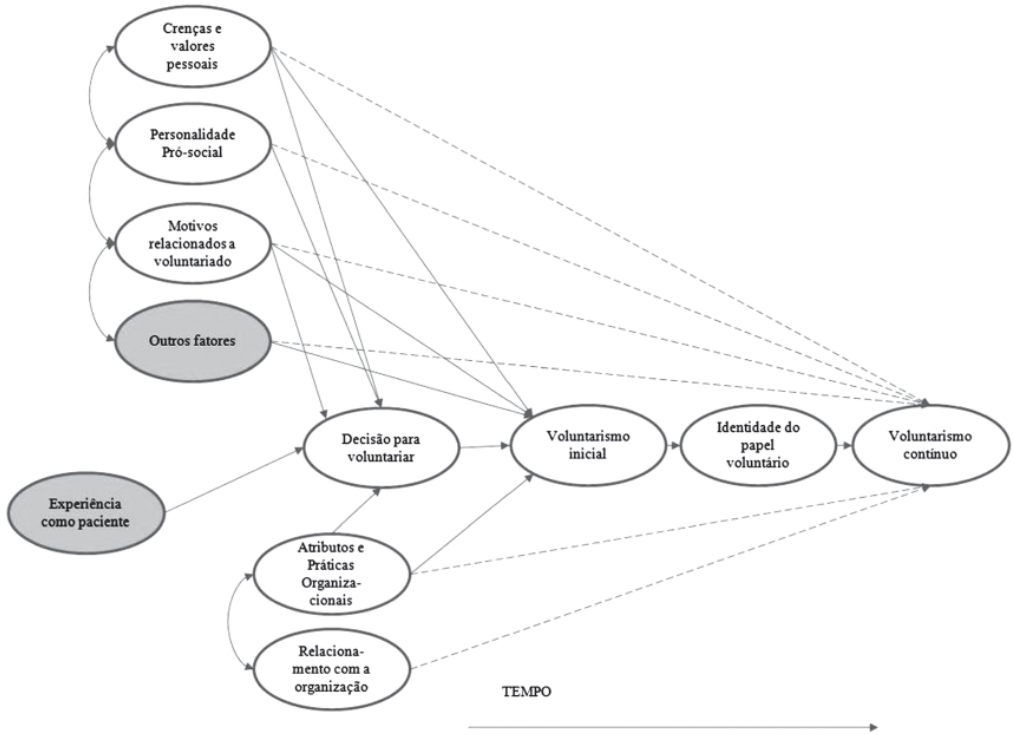 Crenças e
valores
pessoais
Personalidade
Pró-social
Motivos
relacionados a
voluntariado
Outros fatores
Decisão para
voluntariar
Voluntarismo
inicial
Identidade do
papel
voluntário
Voluntarismo
contínuo
Experiência
como paciente
Atributos e
Práticas
Organiza-
cionais
Relaciona-
mento com a
organização
TEMPO